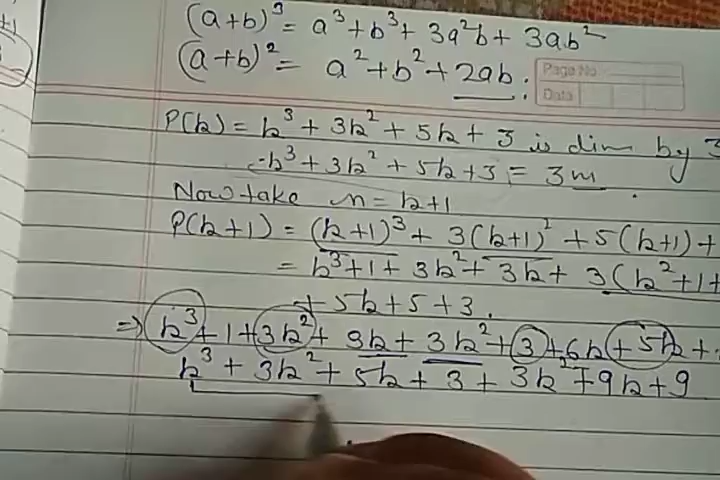 +1
(a+b)³ = a³+b³+ 3a²b+ 3ab²
(a+b)² = a²+b²+ 2ab.
Page No
Date
P(k) = k³ + 3k² + 5k + 3 is by 3
k³ + 3k² + 5k+3 = 3m
Now take n = k+1
P(k+1) = (k+1)³ + 3(k+1)² + 5(k+1) +
= k³+1+ 3k²+ 3k+ 3(k²+1+
+ 5k+5+3.
⇒ k³+1+3k²+ 3k+ 3k²+3+6k+5k+
k³ + 3k² + 5k + 3 + 3k² + 9k + 9